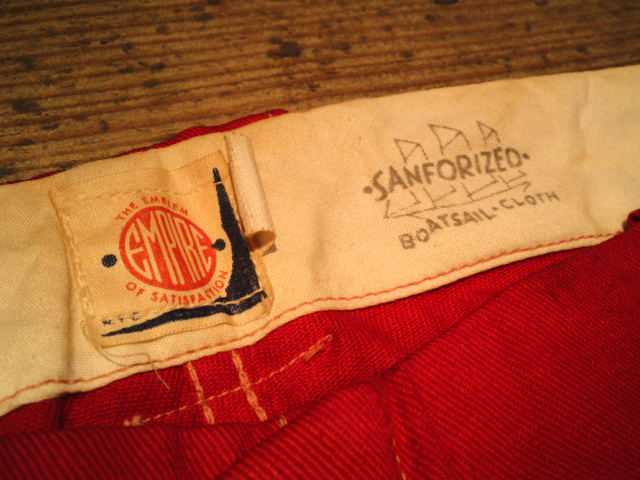 THE EMBLEM
EMPIRE
OF SATISFACTION
N.Y.C
•SANFORIZED•
BOATSAIL-CLOTH